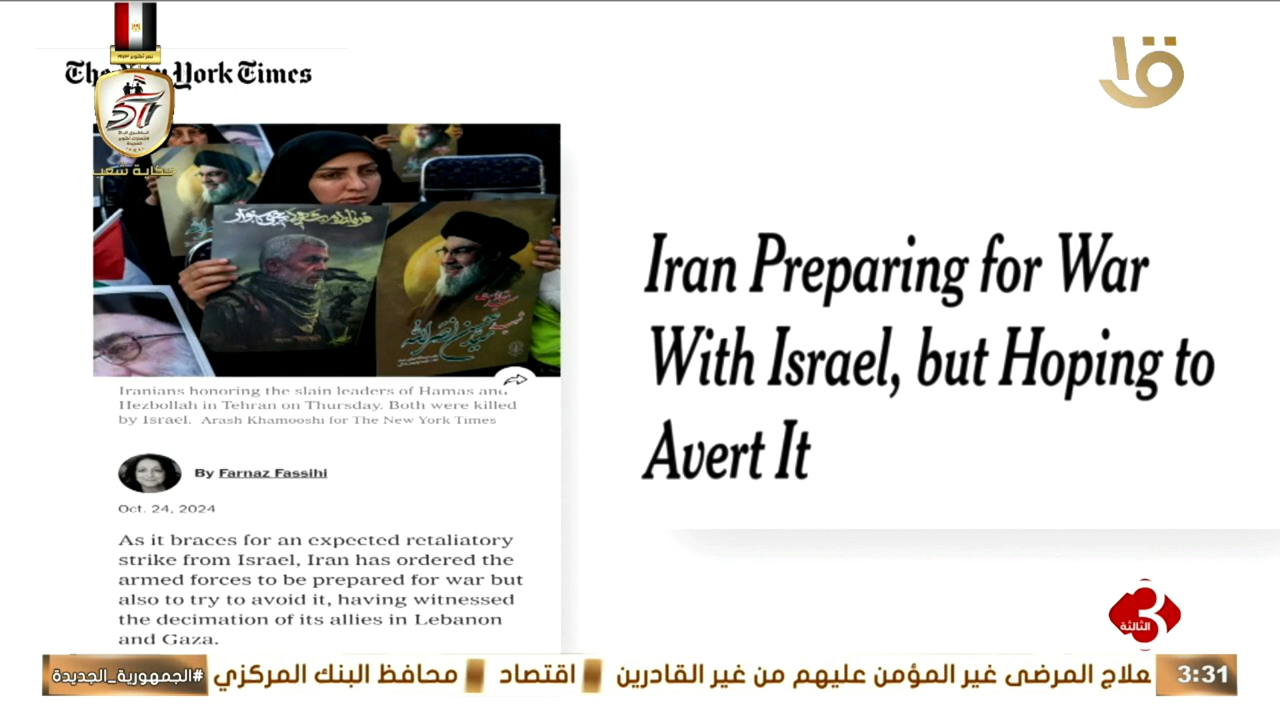 The New York Times
حكاية شعب
Iranians honoring the slain leaders of Hamas and
Hezbollah in Tehran on Thursday. Both were killed
by Israel. Arash Khamooshi for The New York Times
By Farnaz Fassihi
Oct. 24, 2024
As it braces for an expected retaliatory
strike from Israel, Iran has ordered the
armed forces to be prepared for war but
also to try to avoid it, having witnessed
the decimation of its allies in Lebanon
and Gaza.
Iran Preparing for War
With Israel, but Hoping to
Avert It
الثالثة
3:31
علاج المرضى غير المؤمن عليهم من غير القادرين
اقتصاد
محافظ البنك المركزي
#الجمهورية_الجديدة